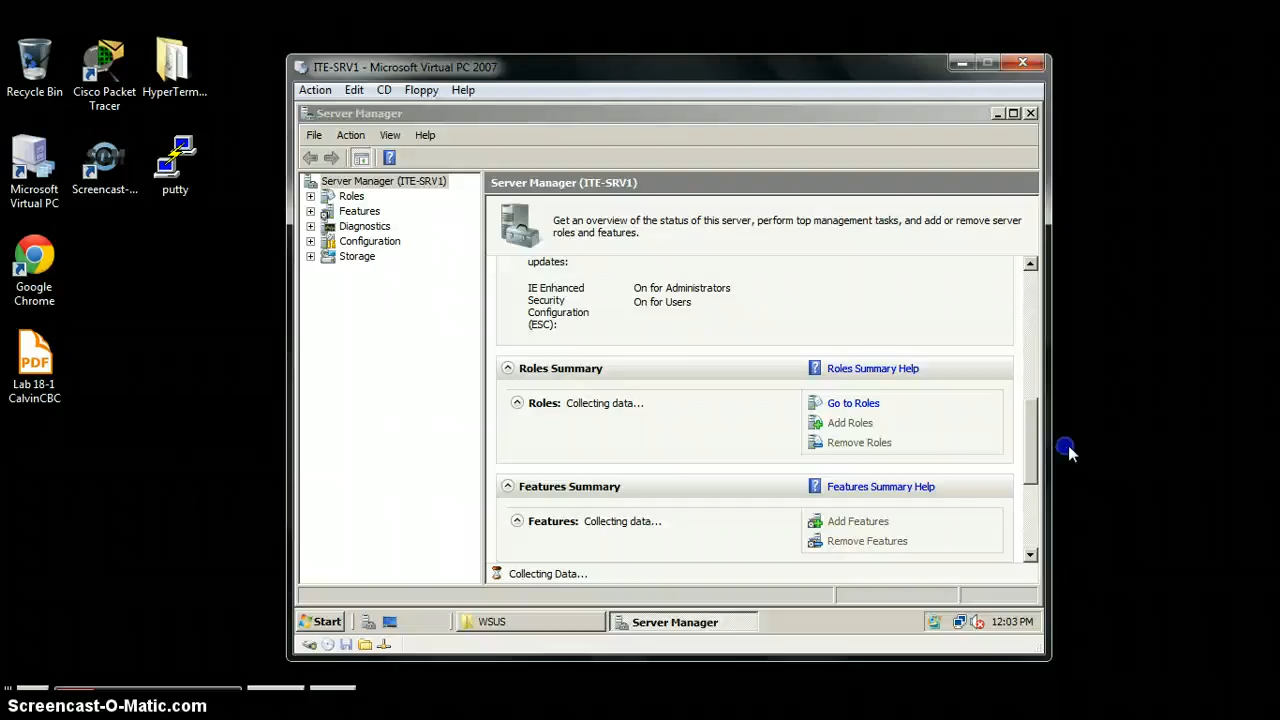 Recycle Bin
Cisco Packet
Tracer
HyperTerm...
Microsoft
Virtual PC
Screencast-...
putty
Google
Chrome
PDF
Lab 18-1
CalvinCBC
ITE-SRV1 - Microsoft Virtual PC 2007
Action Edit CD Floppy Help
Server Manager
File Action View Help
Server Manager (ITE-SRV1)
Roles
Features
Diagnostics
Configuration
Storage
Server Manager (ITE-SRV1)
Get an overview of the status of this server, perform top management tasks, and add or remove server
roles and features.
updates:
IE Enhanced
Security
Configuration
(ESC):
On for Administrators
On for Users
Roles Summary
Roles Summary Help
Roles: Collecting data...
Go to Roles
Add Roles
Remove Roles
Features Summary
Features Summary Help
Features: Collecting data...
Add Features
Remove Features
Collecting Data...
Start
WSUS
Server Manager
12:03 PM
Screencast-O-Matic.com